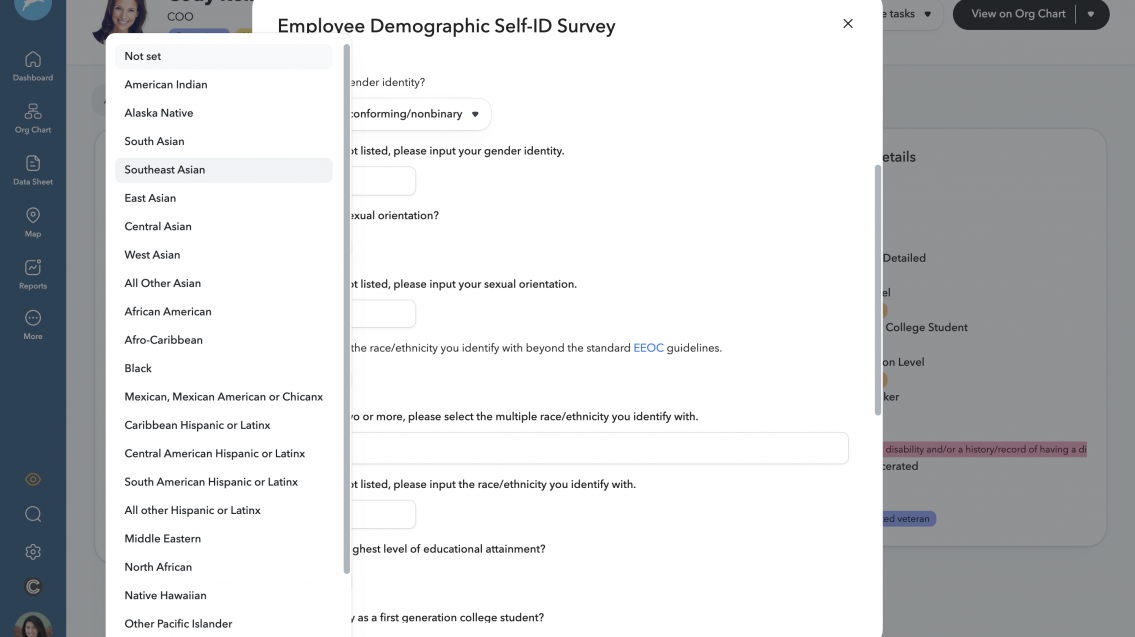 COO
Employee Demographic Self-ID Survey
e tasks
View on Org Chart
Dashboard
Org Chart
Data Sheet
Map
Reports
More
Not set
American Indian
Alaska Native
South Asian
Southeast Asian
East Asian
Central Asian
West Asian
All Other Asian
African American
Afro-Caribbean
Black
Mexican, Mexican American or Chicanx
Caribbean Hispanic or Latinx
Central American Hispanic or Latinx
South American Hispanic or Latinx
All other Hispanic or Latinx
Middle Eastern
North African
Native Hawaiian
Other Pacific Islander
ender identity?
conforming/nonbinary
ot listed, please input your gender identity.
exual orientation?
ot listed, please input your sexual orientation.
the race/ethnicity you identify with beyond the standard EEOC guidelines.
wo or more, please select the multiple race/ethnicity you identify with.
ot listed, please input the race/ethnicity you identify with.
ghest level of educational attainment?
y as a first generation college student?
etails
Detailed
el
College Student
on Level
ker
disability and/or a history/record of having a di
cerated
ted veteran